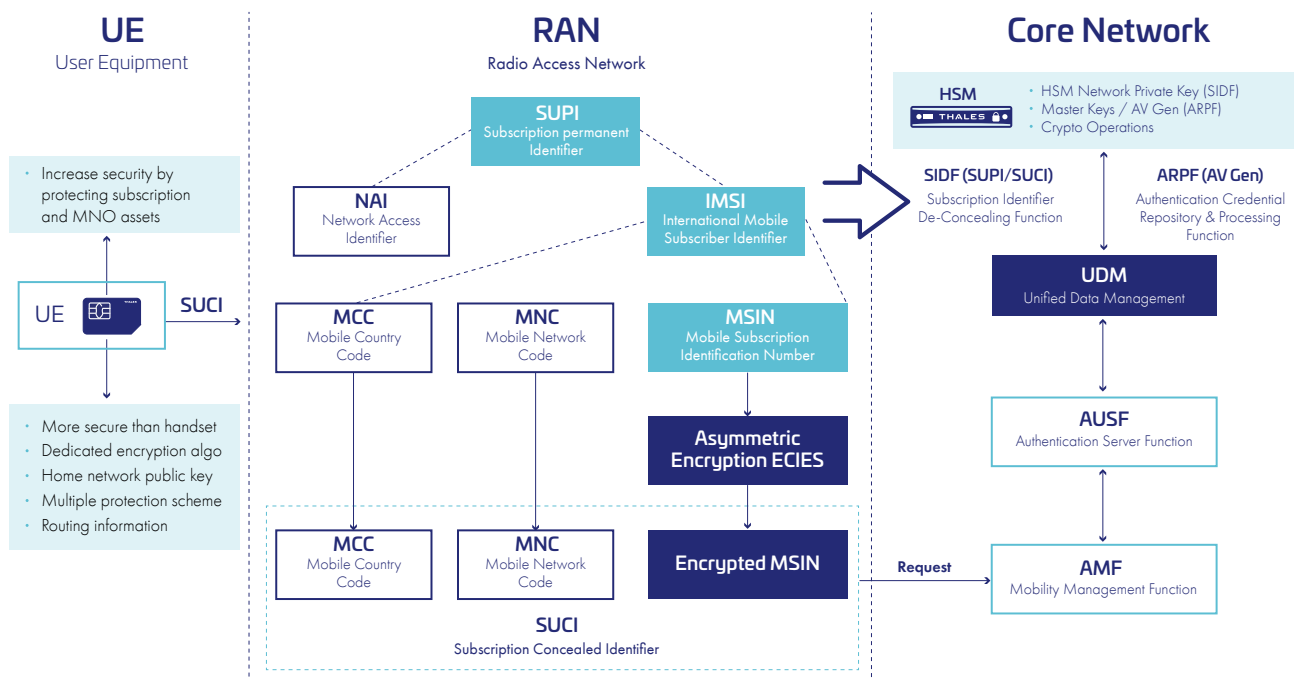 UE
User Equipment
• Increase security by
protecting subscription
and MNO assets
UE
SUCI
• More secure than handset
• Dedicated encryption algo
• Home network public key
• Multiple protection scheme
• Routing information
RAN
Radio Access Network
SUPI
Subscription permanent
Identifier
NAI
Network Access
Identifier
IMSI
International Mobile
Subscriber Identifier
MCC
Mobile Country
Code
MNC
Mobile Network
Code
MSIN
Mobile Subscription
Identification Number
Asymmetric
Encryption ECIES
MCC
Mobile Country
Code
MNC
Mobile Network
Code
Encrypted MSIN
SUCI
Subscription Concealed Identifier
Request
Core Network
HSM
THALES
• HSM Network Private Key (SIDF)
• Master Keys / AV Gen (ARPF)
• Crypto Operations
SIDF (SUPI/SUCI)
Subscription Identifier
De-Concealing Function
ARPF (AV Gen)
Authentication Credential
Repository & Processing
Function
UDM
Unified Data Management
AUSF
Authentication Server Function
AMF
Mobility Management Function